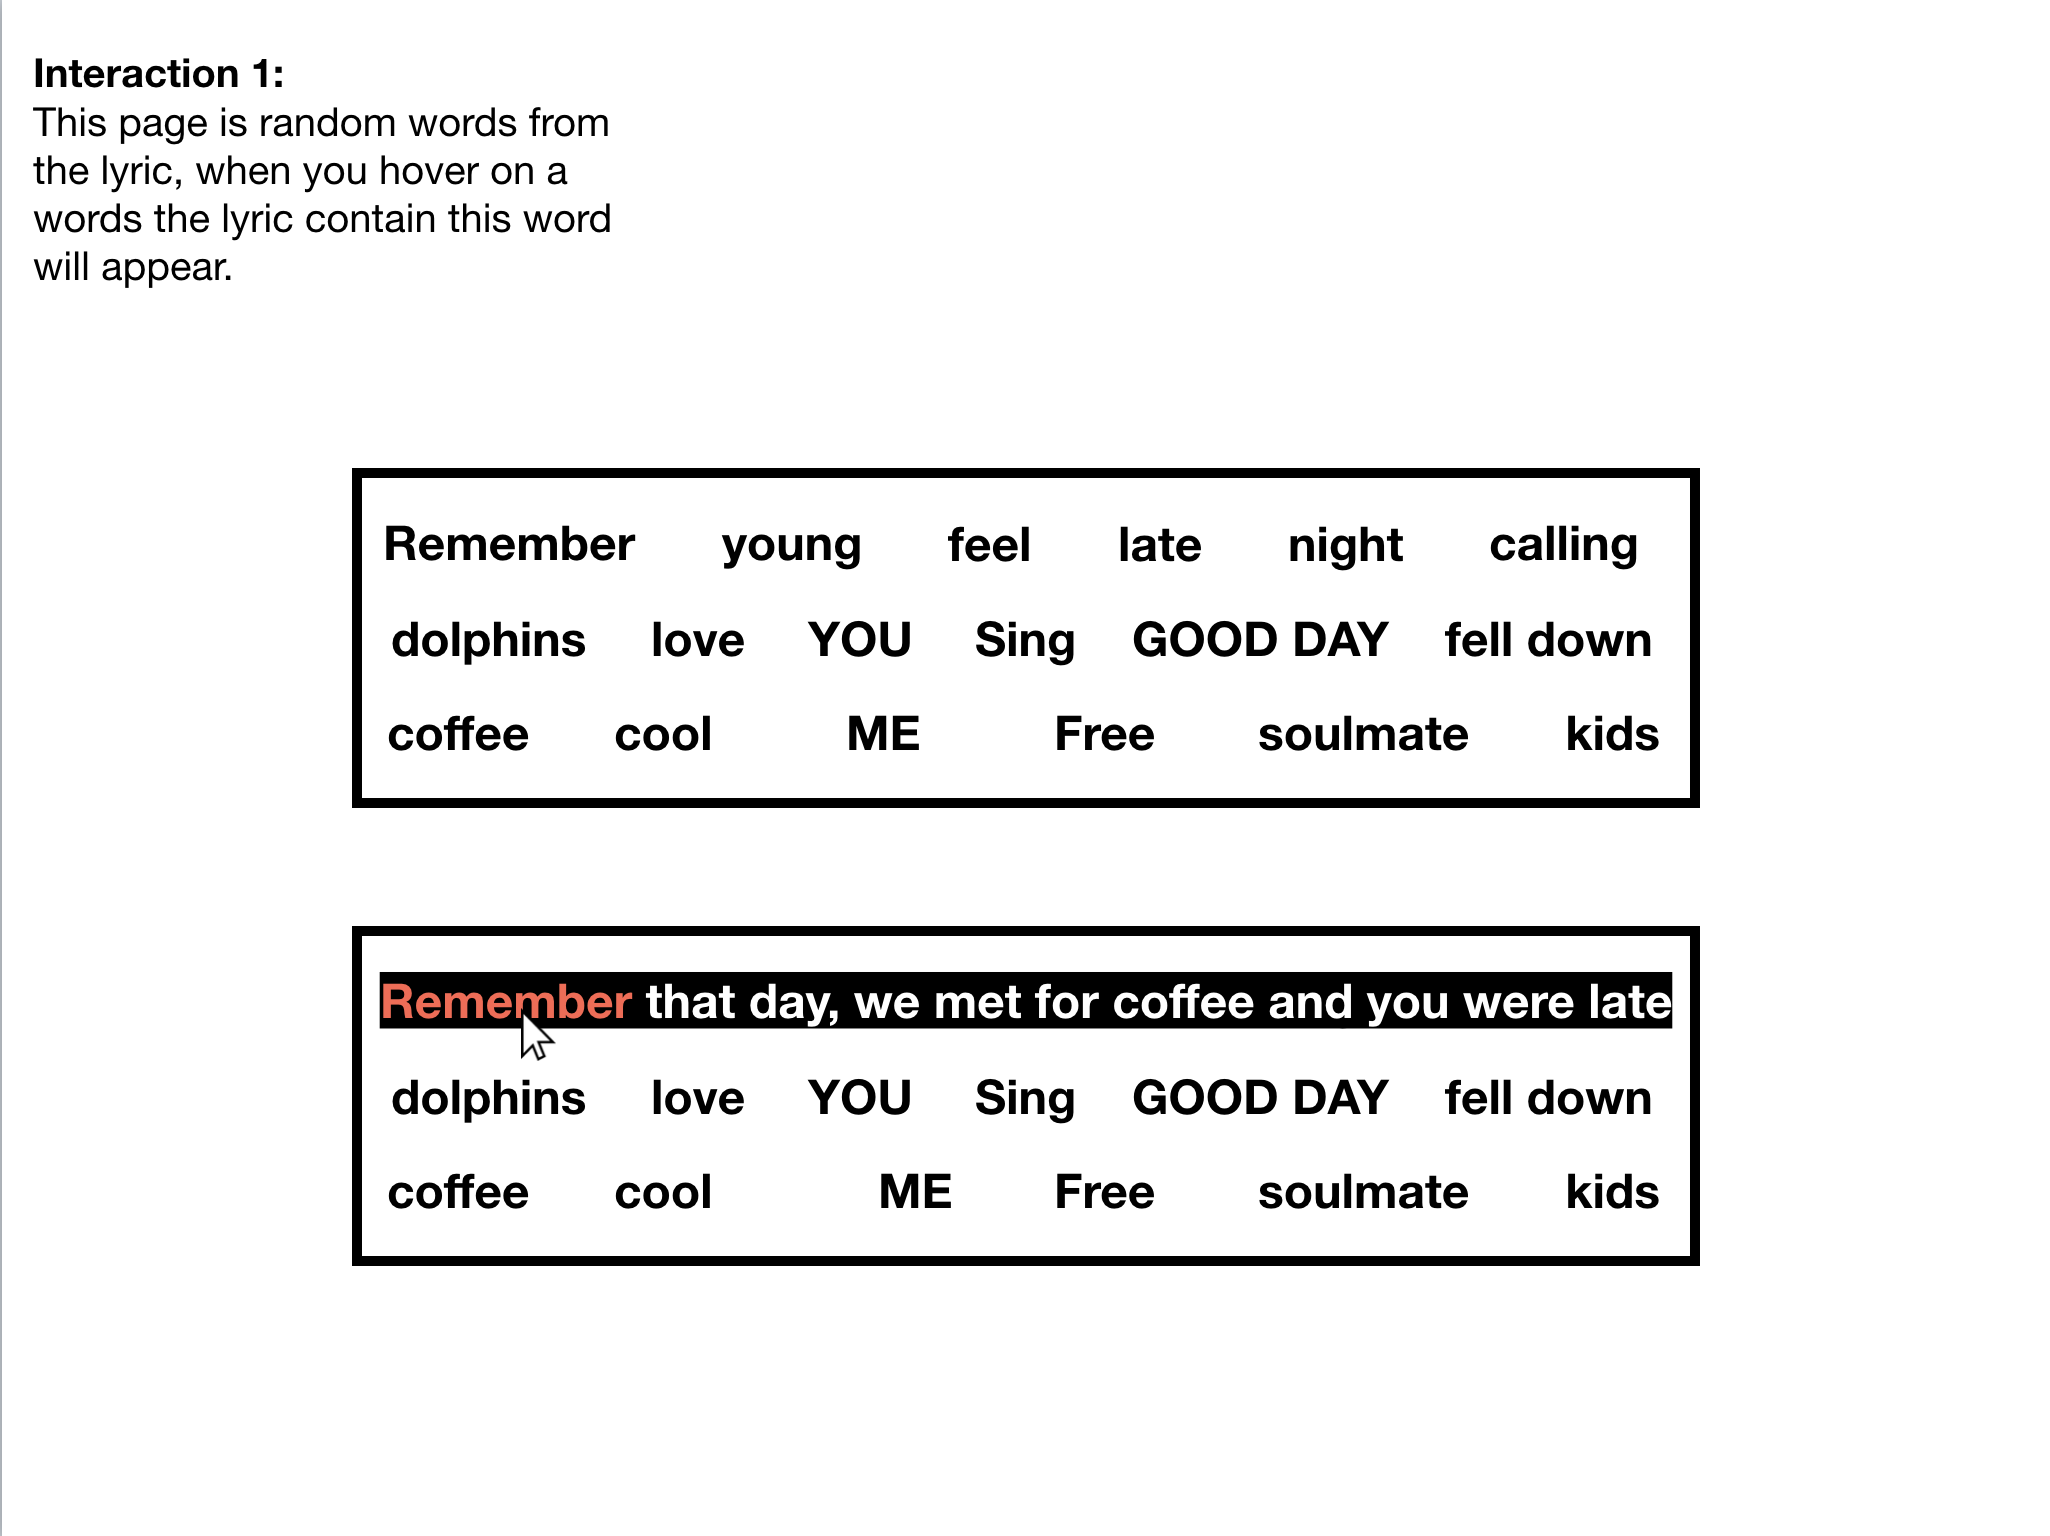 Interaction 1:
This page is random words from
the lyric, when you hover on a
words the lyric contain this word
will appear.
Remember young feel late night calling
dolphins love YOU Sing GOOD DAY fell down
coffee cool ME Free soulmate kids
Remember that day, we met for coffee and you were late
dolphins love YOU Sing GOOD DAY fell down
coffee cool ME Free soulmate kids